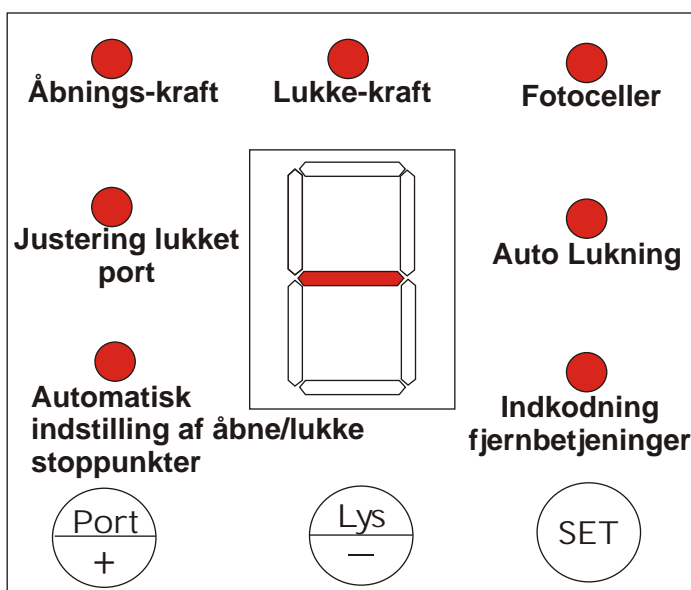 Åbnings-kraft
Lukke-kraft
Fotoceller
Justering lukket
port
Auto Lukning
Automatisk
indstilling af åbne/lukke
stoppunkter
Indkodning
fjernbetjeninger
Port
+
Lys
—
SET